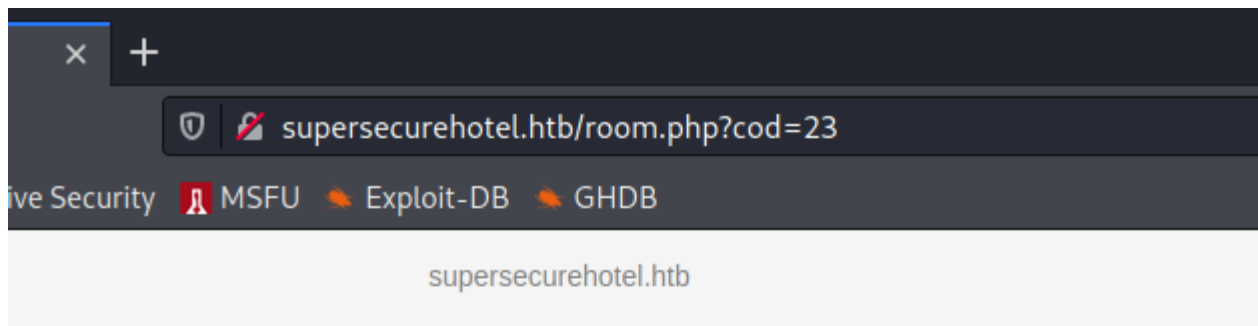 supersecurehotel.htb/room.php?cod=23
ive Security MSFU Exploit-DB GHDB
supersecurehotel.htb